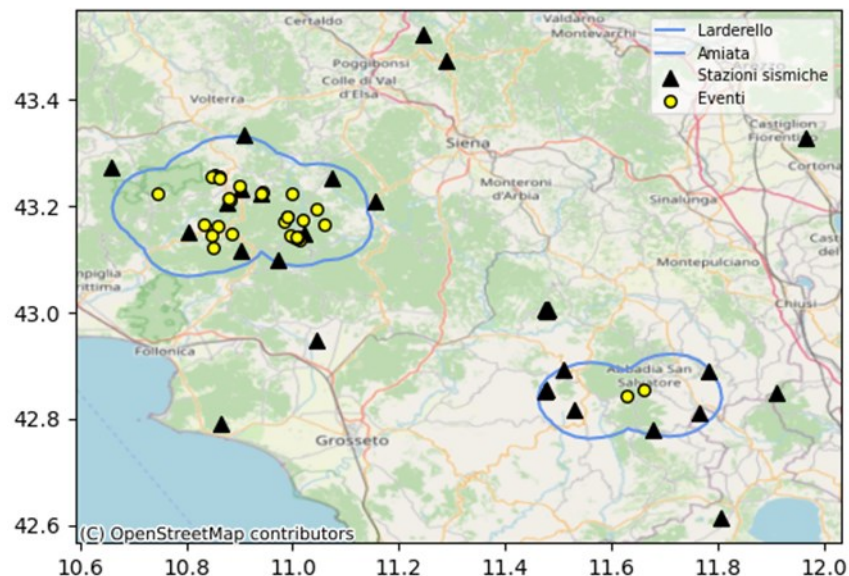 Certaldo
Valdarno
Montevarchi
Larderello
Amiata
Stazioni sismiche
Eventi
Poggibonsi
Colle di Val
d'Elsa
Arezzo
43.4
Volterra
Castiglion
Fiorentino
Siena
Cortona
Monteroni
d'Arbia
Sinalunga
43.2
Montepulciano
Chiusi
43.0
Follonica
Abbadia San
Salvatore
42.8
Grosseto
42.6
(C) OpenStreetMap contributors
10.6 10.8 11.0 11.2 11.4 11.6 11.8 12.0